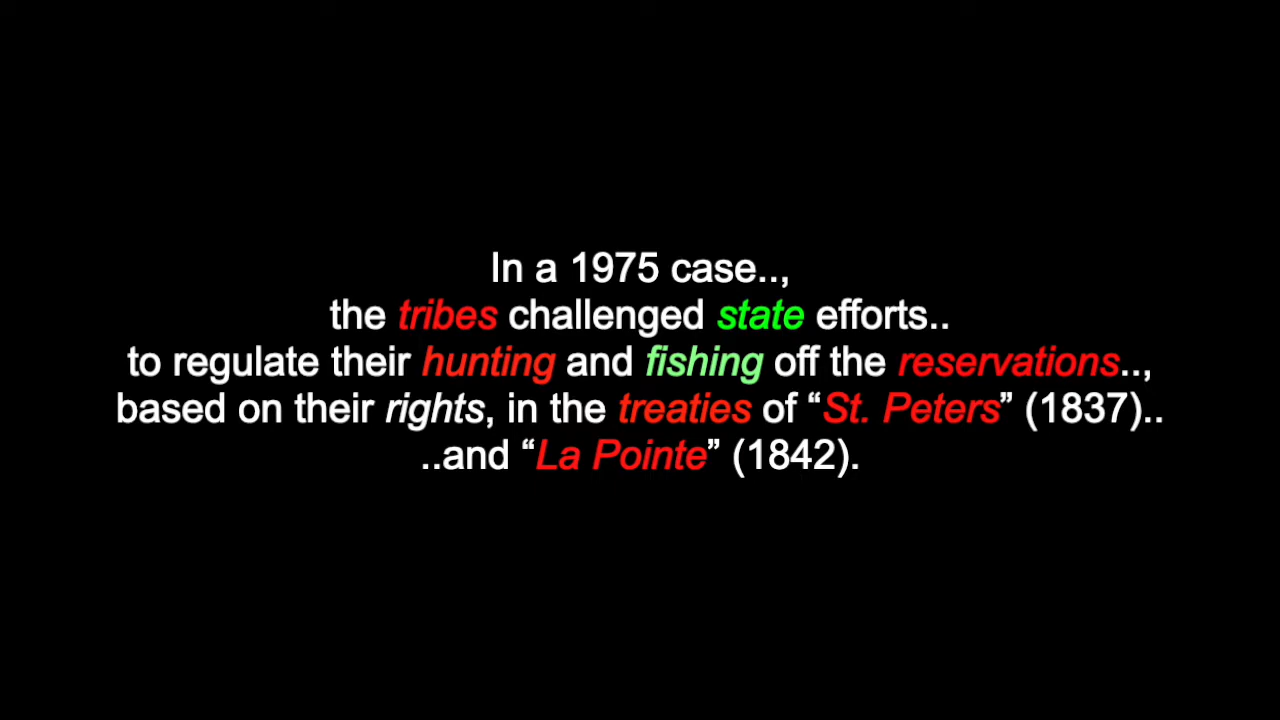 In a 1975 case..,
the tribes challenged state efforts..
to regulate their hunting and fishing off the reservations..,
based on their rights, in the treaties of “St. Peters” (1837)..
..and “La Pointe” (1842).